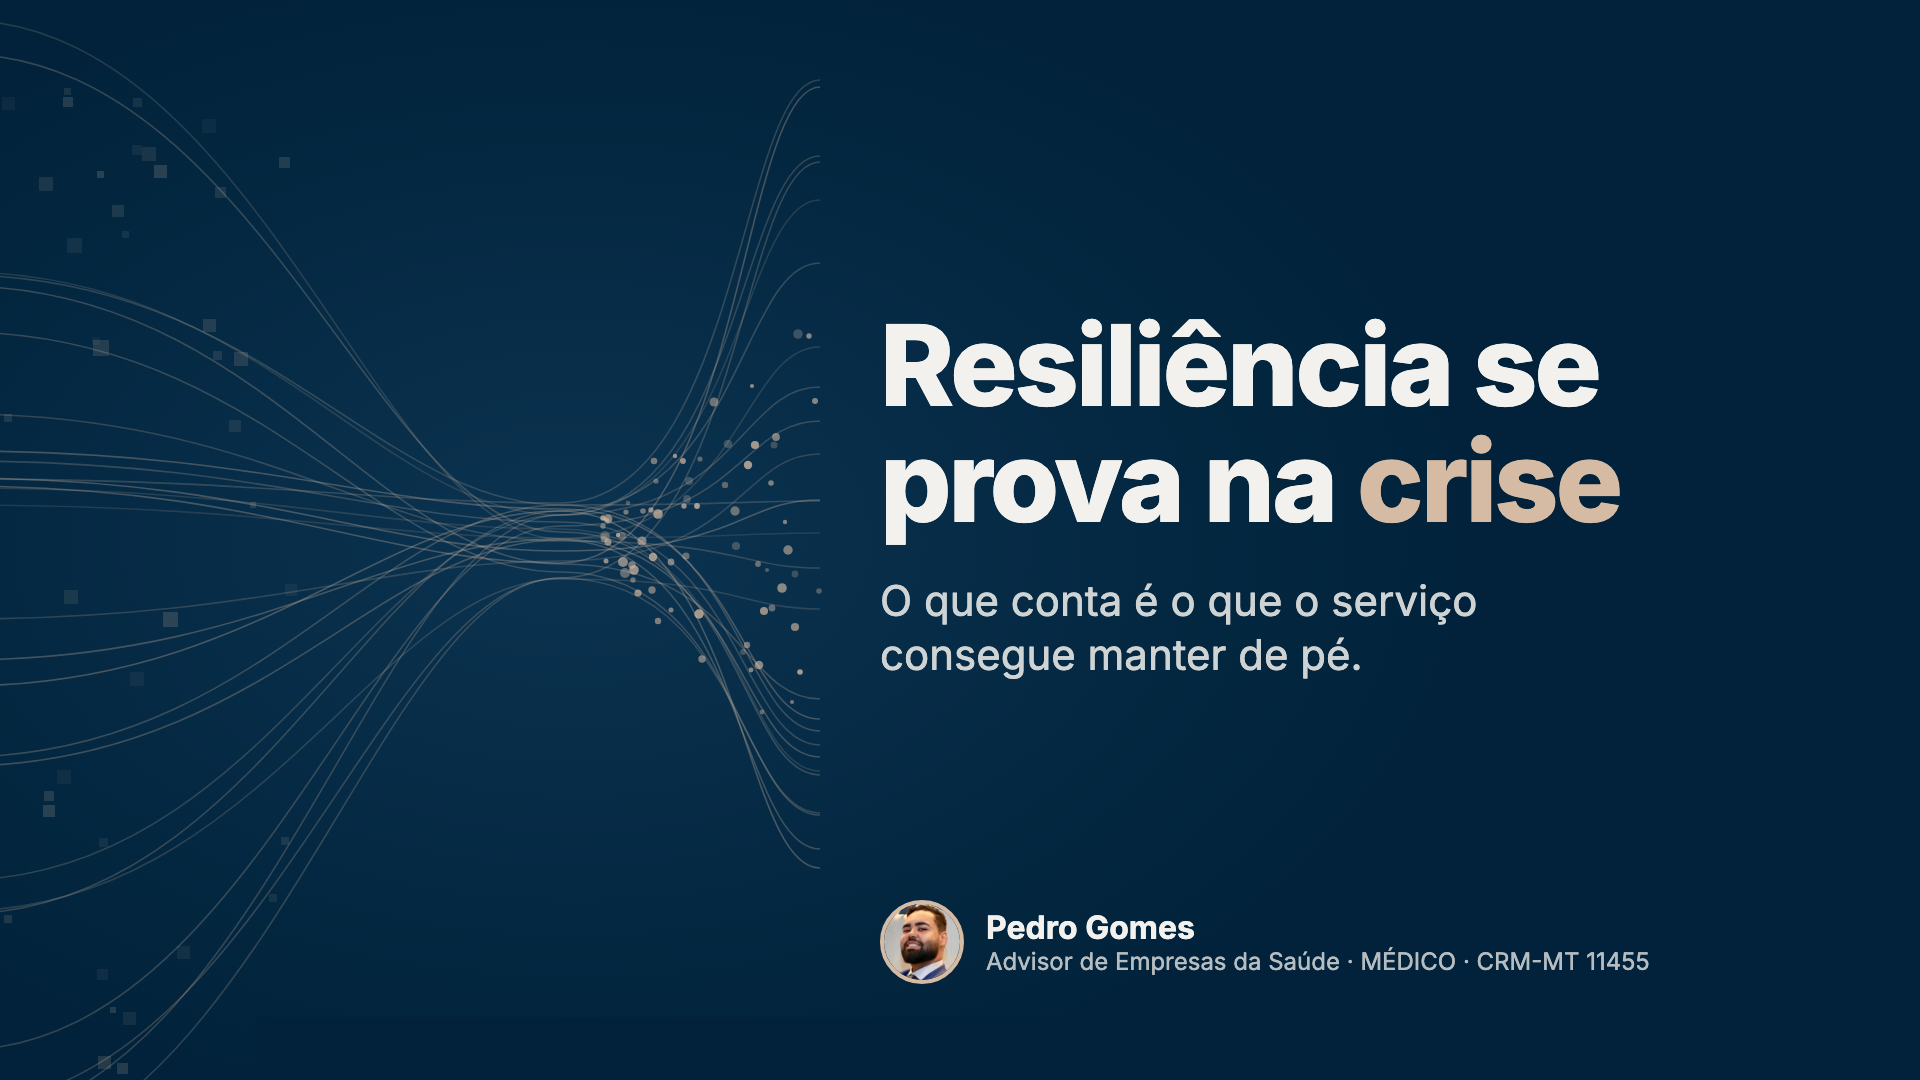 Resiliência se
prova na crise
O que conta é o que o serviço
consegue manter de pé.
Pedro Gomes
Advisor de Empresas da Saúde · MÉDICO · CRM-MT 11455